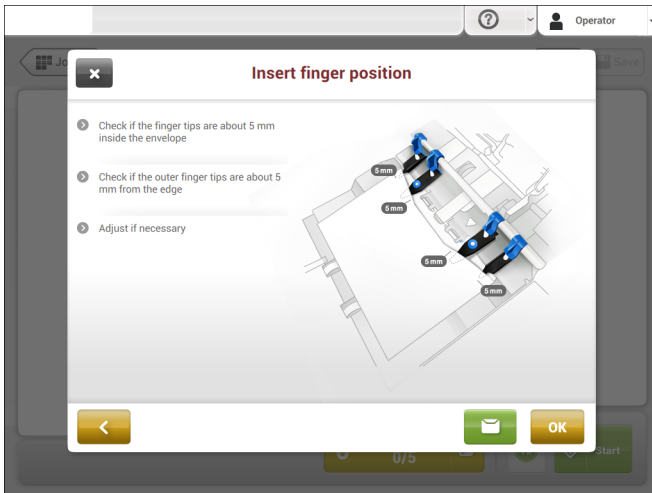 Operator
Jo
Save
Insert finger position
Check if the finger tips are about 5 mm
inside the envelope
Check if the outer finger tips are about 5
mm from the edge
Adjust if necessary
5 mm
5 mm
5 mm
5 mm
OK
0/5
Start